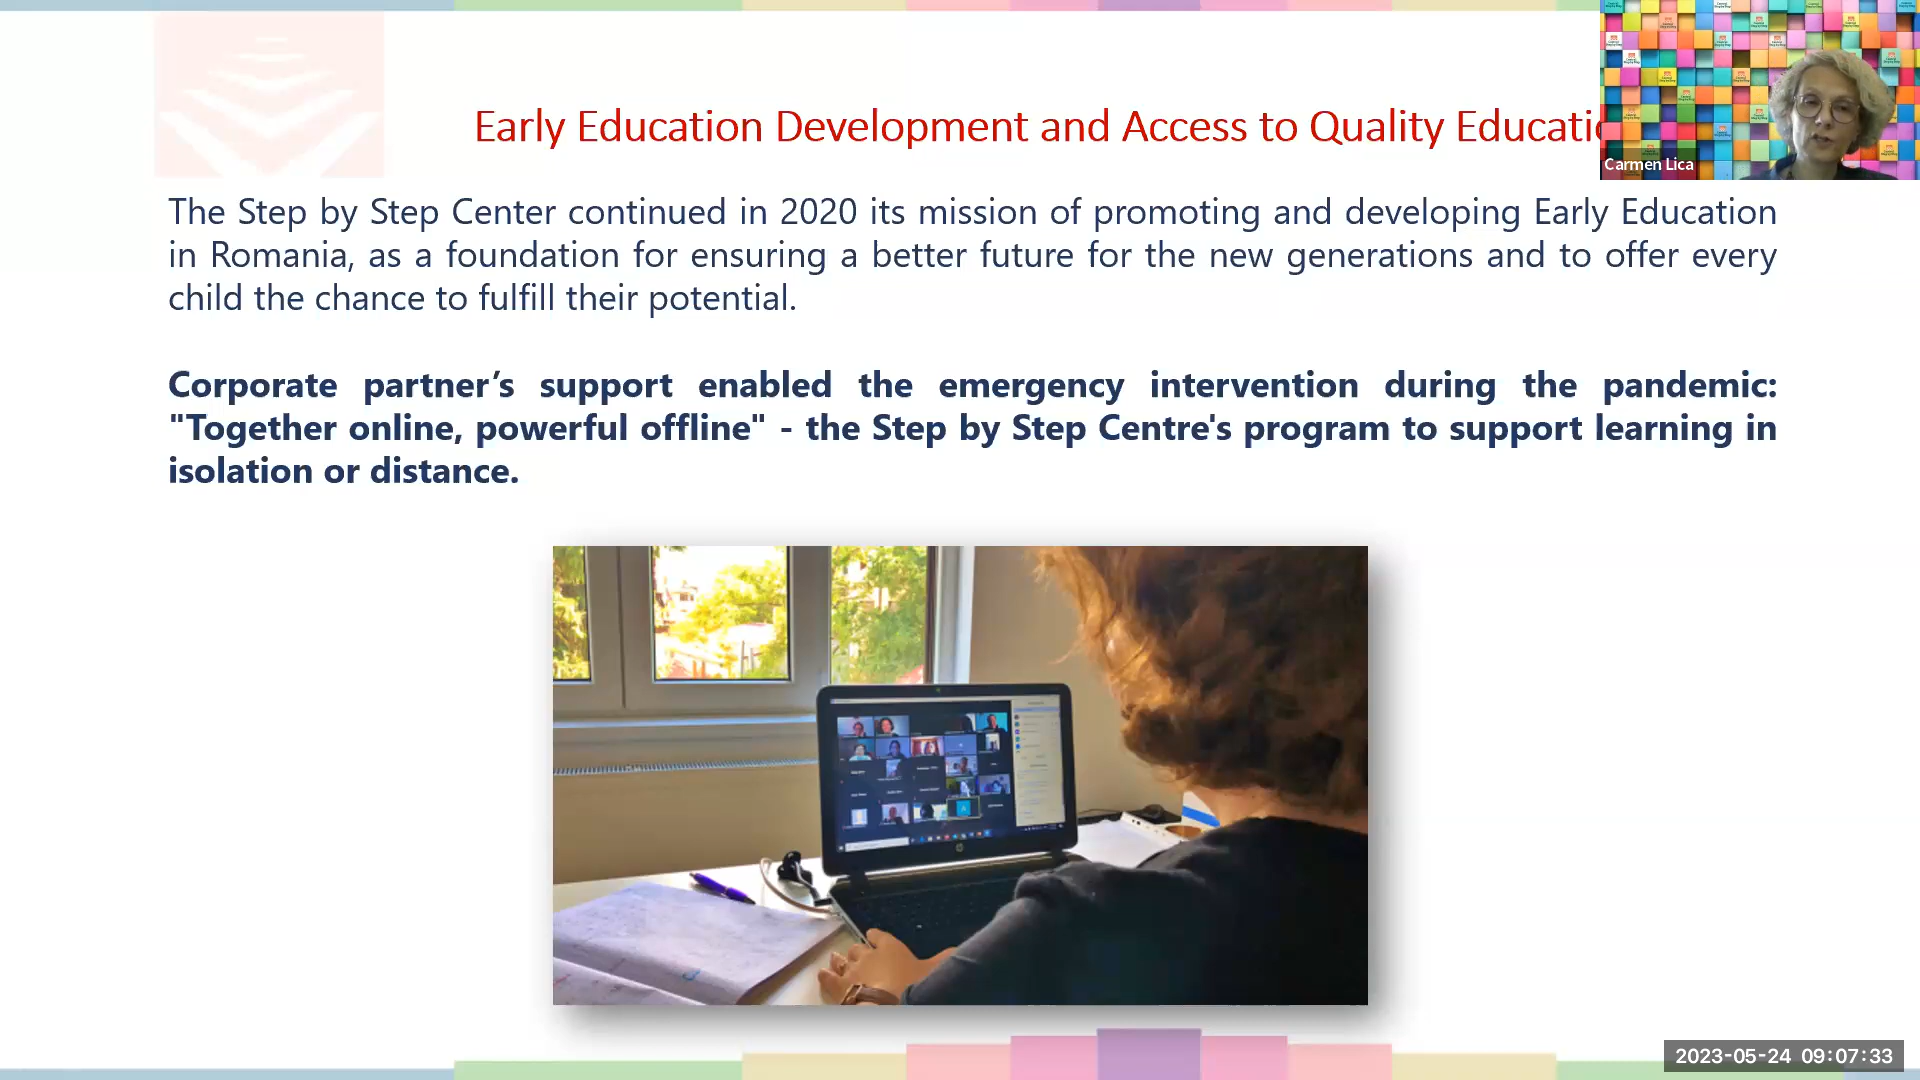 Early Education Development and Access to Quality Educatio
Carmen Lica
The Step by Step Center continued in 2020 its mission of promoting and developing Early Education
in Romania, as a foundation for ensuring a better future for the new generations and to offer every
child the chance to fulfill their potential.
Corporate partner’s support enabled the emergency intervention during the pandemic:
"Together online, powerful offline" - the Step by Step Centre's program to support learning in
isolation or distance.
2023-05-24 09:07:33